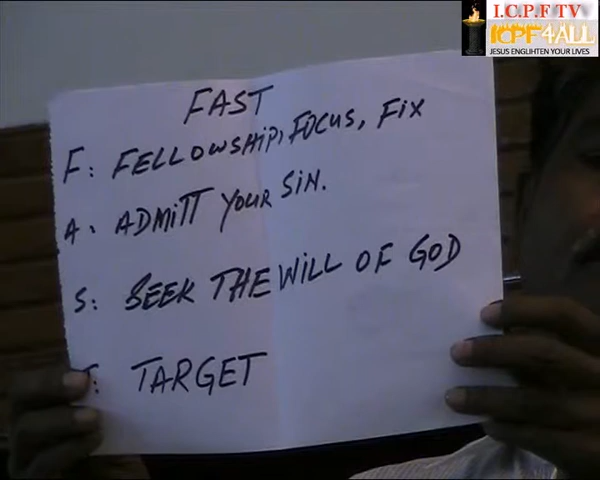 I.C.P.F TV
ICPF4ALL
JESUS ENGLIHTEN YOUR LIVES
FAST
F: FELLOWSHIP, FOCUS, FIX
A: ADMITT YOUR SIN.
S: SEEK THE WILL OF GOD
T: TARGET